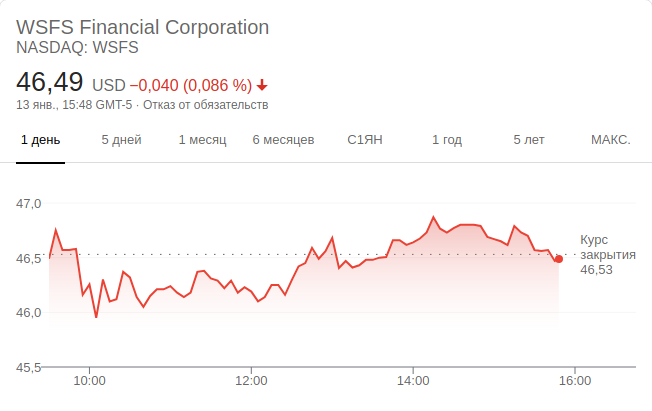 WSFS Financial Corporation
NASDAQ: WSFS
46,49 USD −0,040 (0,086 %)
13 янв., 15:48 GMT-5 · Отказ от обязательств
1 день 5 дней 1 месяц 6 месяцев С1ЯН 1 год 5 лет МАКС.
47,0
46,5
46,0
45,5
Курс
закрытия
46,53
10:00 12:00 14:00 16:00